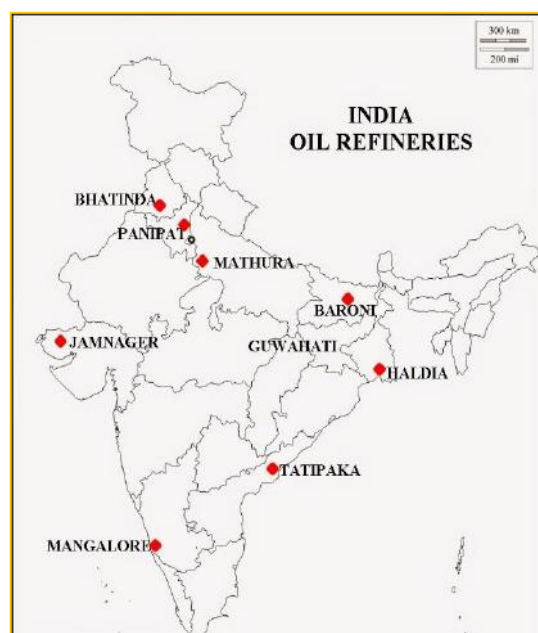 300 km
200 mi
INDIA
OIL REFINERIES
BHATINDA
PANIPAT
MATHURA
BARONI
JAMNAGER
GUWAHATI
HALDIA
TATIPAKA
MANGALORE